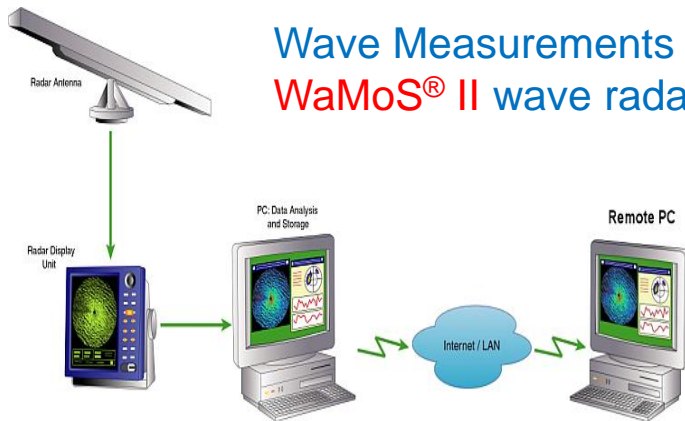 Wave Measurements
WaMoS® II wave rada
Radar Antenna
Radar Display
Unit
PC: Data Analysis
and Storage
Internet / LAN
Remote PC